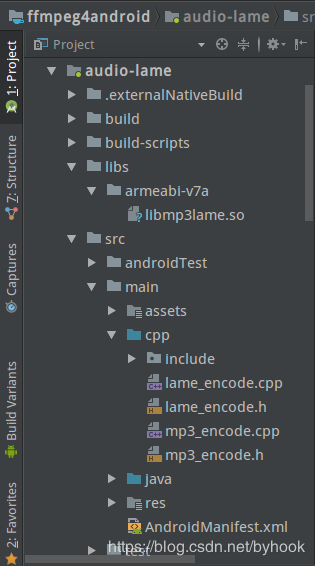 ffmpeg4android audio-lame sr
Project
audio-lame
.externalNativeBuild
build
build-scripts
libs
armeabi-v7a
libmp3lame.so
src
androidTest
main
assets
cpp
include
lame_encode.cpp
lame_encode.h
mp3_encode.cpp
mp3_encode.h
java
res
AndroidManifest.xml
test
1: Project
7: Structure
Captures
Build Variants
2: Favorites
https://blog.csdn.net/byhook